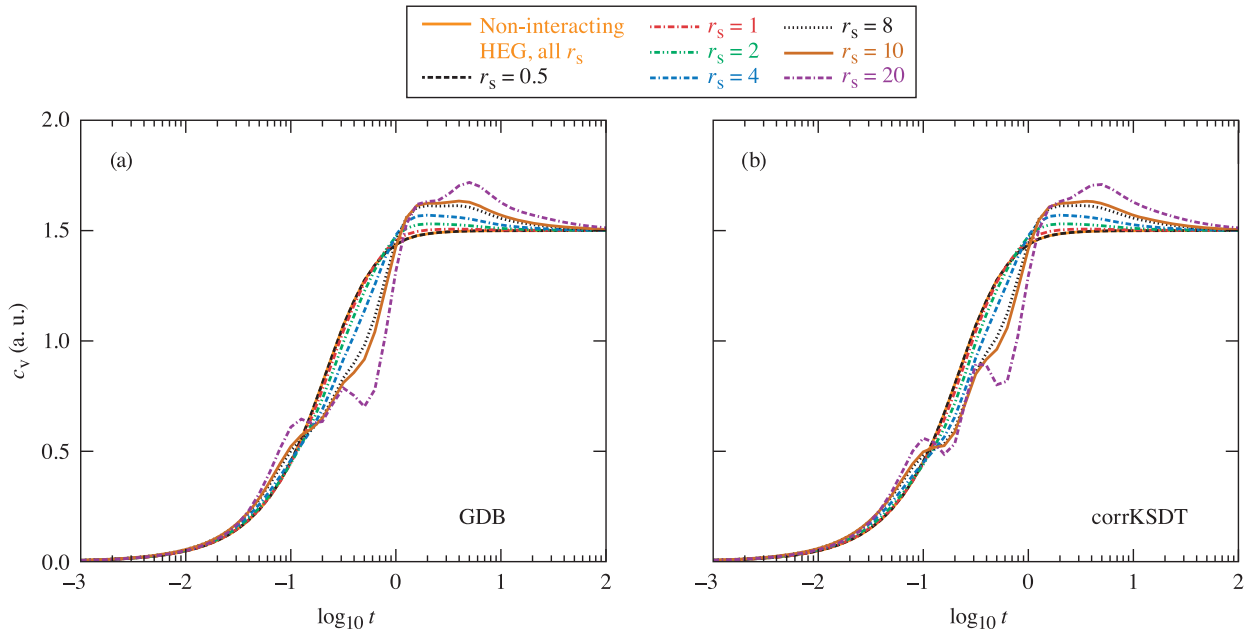 Non-interacting
HEG, all rs
rs = 0.5
rs = 1
rs = 2
rs = 4
rs = 8
rs = 10
rs = 20
cv (a. u.)
2.0
1.5
1.0
0.5
0.0
(a)
GDB
−3 −2 −1 0 1 2
log10 t
(b)
corrKSDT
−3 −2 −1 0 1 2
log10 t